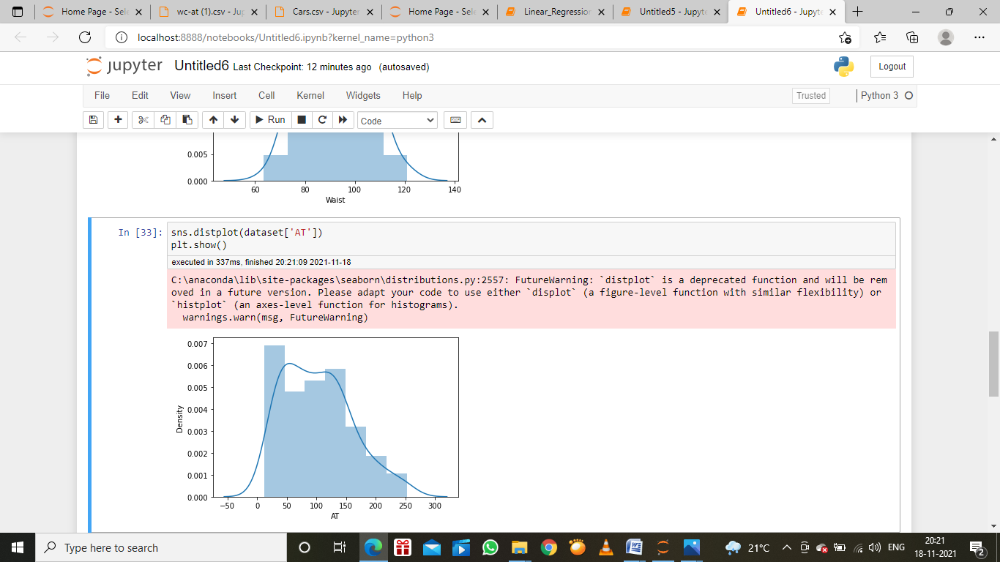 Home Page - Sele
wc-at (1).csv - Jup
Cars.csv - Jupyter
Home Page - Sele
Linear_Regression
Untitled5 - Jupyte
Untitled6 - Jupyte
localhost:8888/notebooks/Untitled6.ipynb?kernel_name=python3
jupyter Untitled6 Last Checkpoint: 12 minutes ago (autosaved)
Logout
File Edit View Insert Cell Kernel Widgets Help
Trusted
Python 3
Run
Code
0.005
0.000
60 80 100 120 140
Waist
In [33]:
sns.distplot(dataset['AT'])
plt.show()
executed in 337ms, finished 20:21:09 2021-11-18
C:\anaconda\lib\site-packages\seaborn\distributions.py:2557: FutureWarning: `distplot` is a deprecated function and will be rem
oved in a future version. Please adapt your code to use either `displot` (a figure-level function with similar flexibility) or
`histplot` (an axes-level function for histograms).
warnings.warn(msg, FutureWarning)
0.007
0.006
0.005
0.004
0.003
0.002
0.001
0.000
Density
−50 0 50 100 150 200 250 300
AT
Type here to search
21°C
ENG
20:21
18-11-2021
2